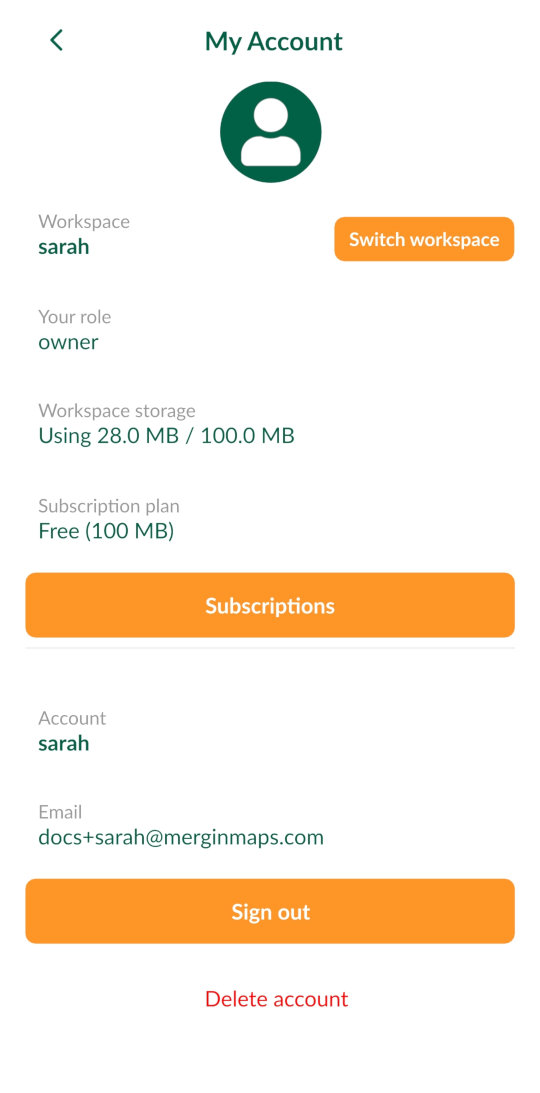 My Account
Workspace
sarah
Switch workspace
Your role
owner
Workspace storage
Using 28.0 MB / 100.0 MB
Subscription plan
Free (100 MB)
Subscriptions
Account
sarah
Email
docs+sarah@merginmaps.com
Sign out
Delete account